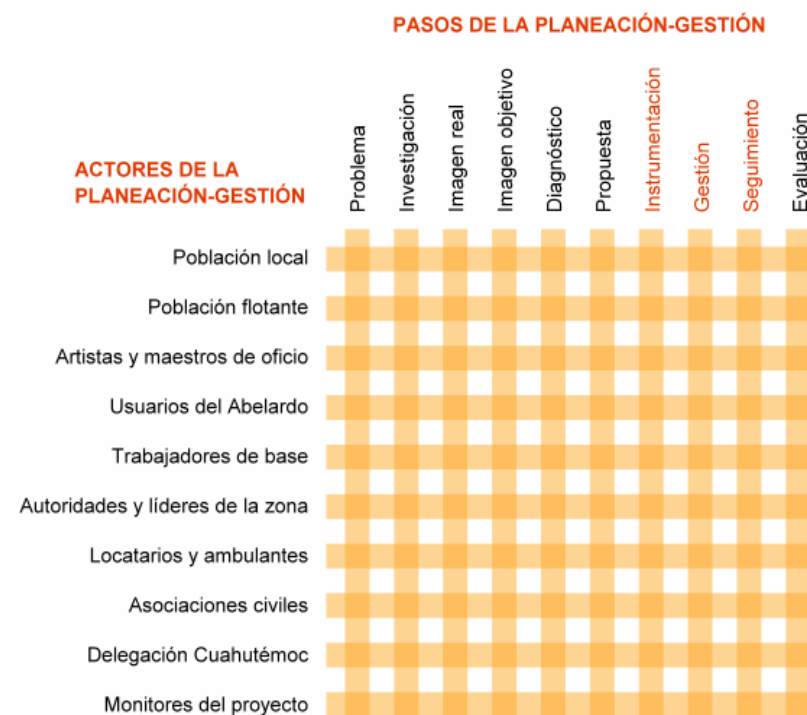 PASOS DE LA PLANEACIÓN-GESTIÓN
ACTORES DE LA
PLANEACIÓN-GESTIÓN
Problema
Investigación
Imagen real
Imagen objetivo
Diagnóstico
Propuesta
Instrumentación
Gestión
Seguimiento
Evaluación
Población local
Población flotante
Artistas y maestros de oficio
Usuarios del Abelardo
Trabajadores de base
Autoridades y líderes de la zona
Locatarios y ambulantes
Asociaciones civiles
Delegación Cuahutémoc
Monitores del proyecto